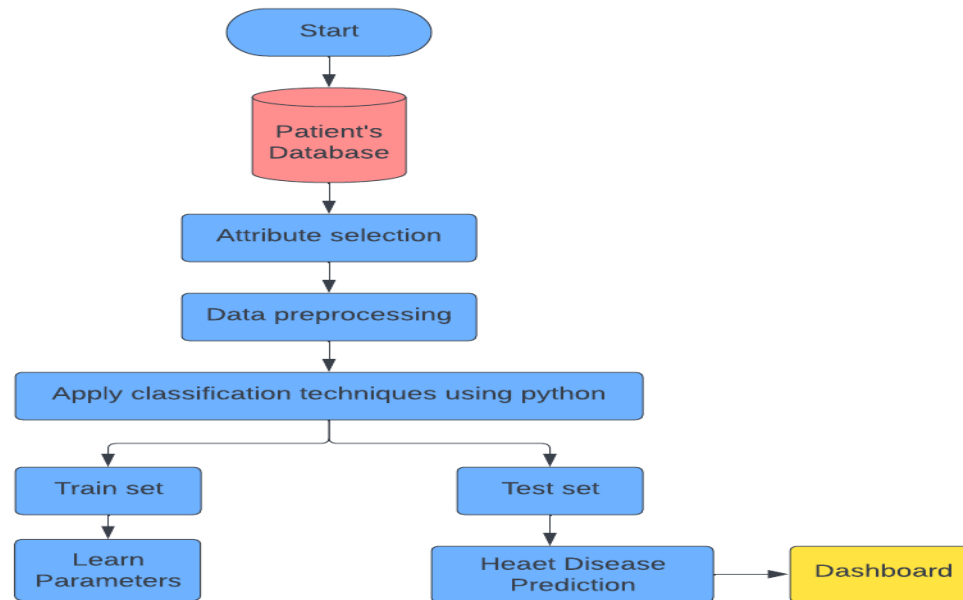 Start
Patient's
Database
Attribute selection
Data preprocessing
Apply classification techniques using python
Train set
Test set
Learn
Parameters
Heaet Disease
Prediction
Dashboard